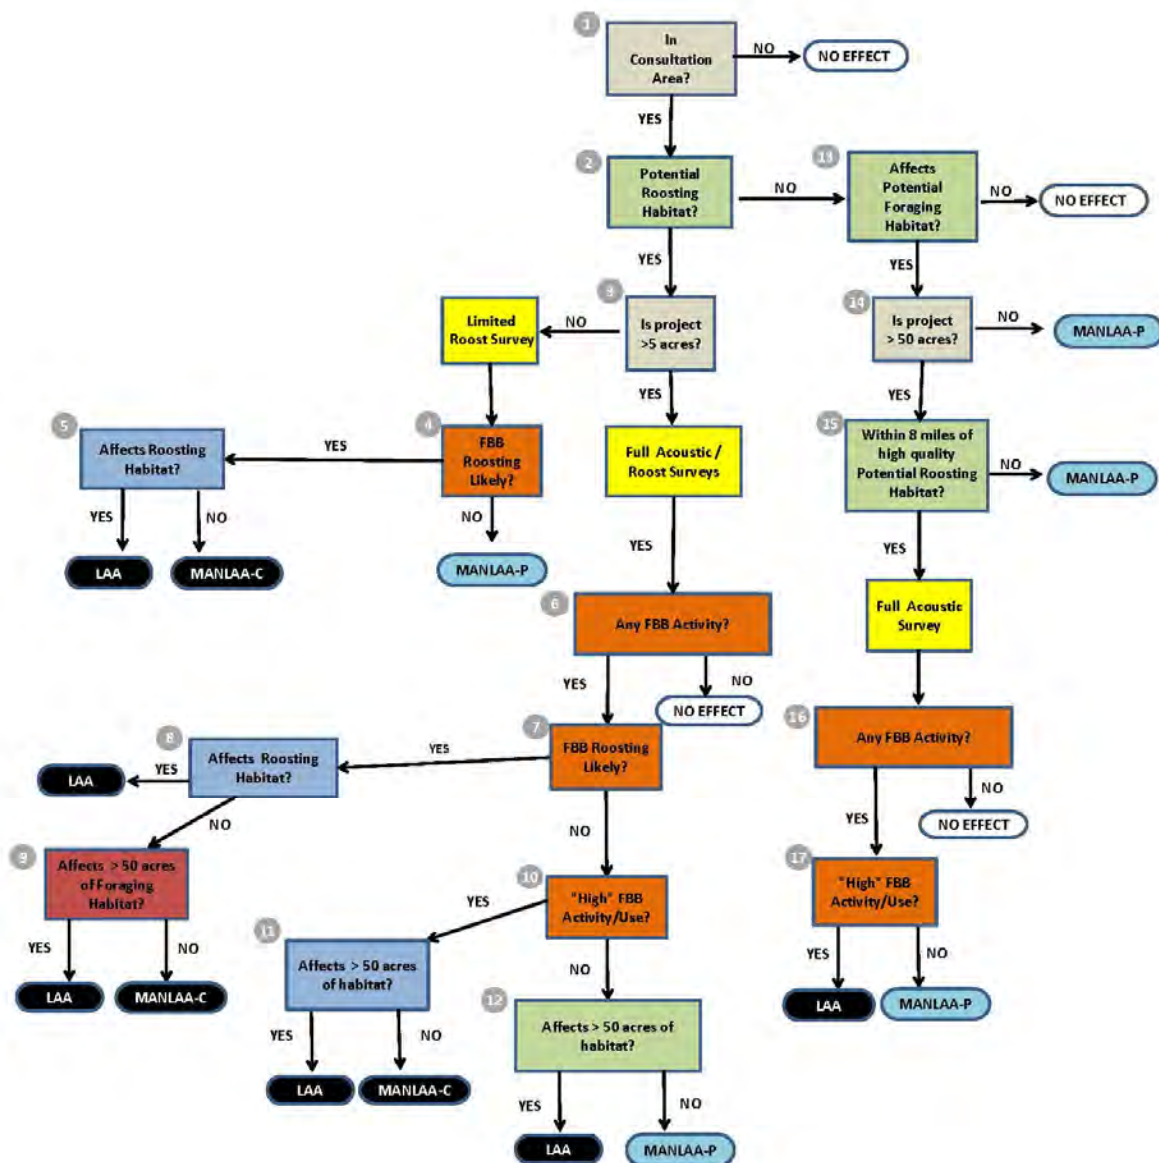 1
In
Consultation
Area?
NO
NO EFFECT
YES
2
Potential
Roosting
Habitat?
NO
13
Affects
Potential
Foraging
Habitat?
NO
NO EFFECT
YES
YES
3
Is project
>5 acres?
NO
Limited
Roost Survey
14
Is project
> 50 acres?
NO
MANLAA-P
YES
YES
5
Affects Roosting
Habitat?
YES
4
FBB
Roosting
Likely?
Full Acoustic /
Roost Surveys
15
Within 8 miles of
high quality
Potential Roosting
Habitat?
NO
MANLAA-P
YES
NO
NO
YES
YES
LAA
MANLAA-C
MANLAA-P
Full Acoustic
Survey
6
Any FBB Activity?
YES
NO
NO EFFECT
16
Any FBB Activity?
7
FBB Roosting
Likely?
YES
8
Affects Roosting
Habitat?
YES
LAA
NO
NO
YES
NO
NO EFFECT
9
Affects > 50 acres
of Foraging
Habitat?
10
"High" FBB
Activity/Use?
YES
17
"High" FBB
Activity/Use?
YES
NO
11
Affects > 50 acres
of habitat?
NO
YES
NO
LAA
MANLAA-C
LAA
MANLAA-P
12
Affects > 50 acres of
habitat?
YES
NO
LAA
MANLAA-C
YES
NO
LAA
MANLAA-P